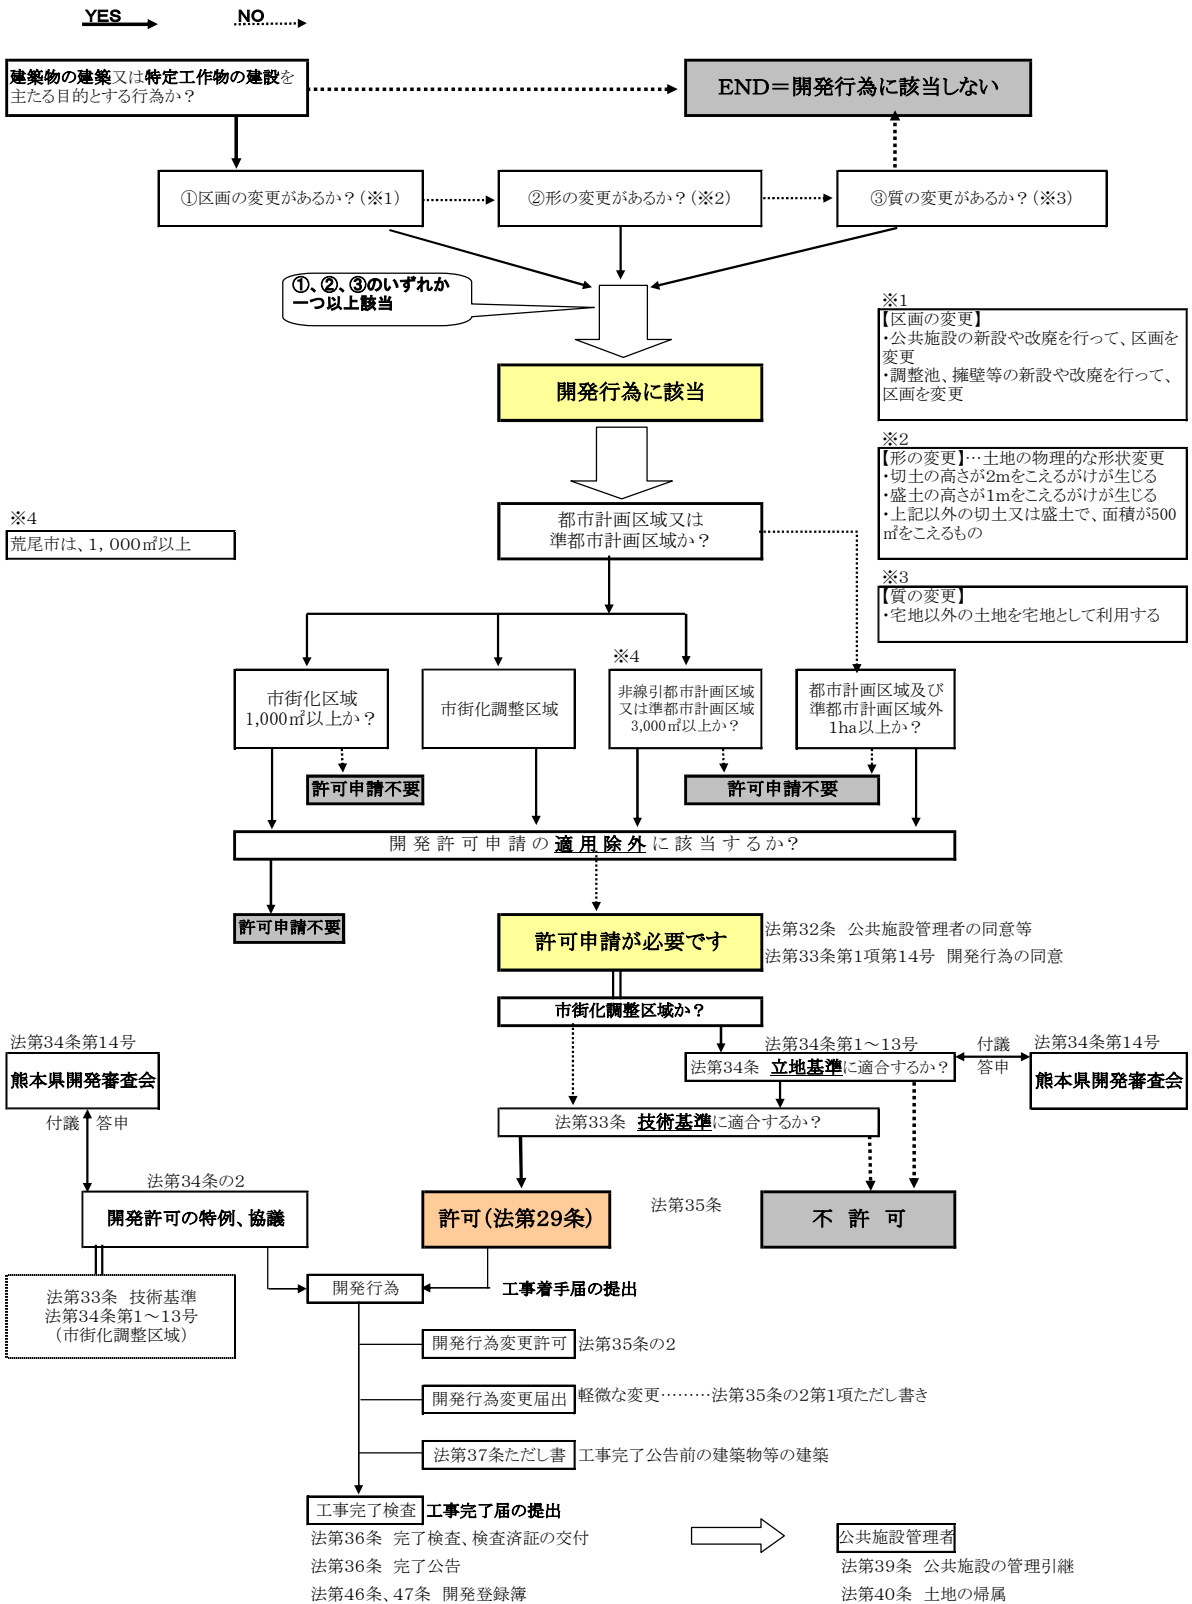 YES
NO
建築物の建築又は特定工作物の建設を
主たる目的とする行為か？
END＝開発行為に該当しない
①区画の変更があるか？(※1)
②形の変更があるか？(※2)
③質の変更があるか？(※3)
①、②、③のいずれか
一つ以上該当
※1
【区画の変更】
・公共施設の新設や改廃を行って、区画を
変更
・調整池、擁壁等の新設や改廃を行って、
区画を変更
開発行為に該当
※2
【形の変更】…土地の物理的な形状変更
・切土の高さが2mをこえるがけが生じる
・盛土の高さが1mをこえるがけが生じる
・上記以外の切土又は盛土で、面積が500
㎡をこえるもの
※4
荒尾市は、1,000㎡以上
都市計画区域又は
準都市計画区域か？
※3
【質の変更】
・宅地以外の土地を宅地として利用する
※4
市街化区域
1,000㎡以上か？
市街化調整区域
非線引都市計画区域
又は準都市計画区域
3,000㎡以上か？
都市計画区域及び
準都市計画区域外
1ha以上か？
許可申請不要
許可申請不要
開発許可申請の適用除外に該当するか？
許可申請不要
許可申請が必要です
法第32条 公共施設管理者の同意等
法第33条第1項第14号 開発行為の同意
市街化調整区域か？
法第34条第14号
熊本県開発審査会
法第34条第1～13号
法第34条 立地基準に適合するか？
付議
答申
法第34条第14号
熊本県開発審査会
付議 答申
法第33条 技術基準に適合するか？
法第34条の2
開発許可の特例、協議
許可(法第29条)
法第35条
不許可
法第33条 技術基準
法第34条第1～13号
(市街化調整区域)
開発行為
工事着手届の提出
開発行為変更許可 法第35条の2
開発行為変更届出 軽微な変更………法第35条の2第1項ただし書き
法第37条ただし書 工事完了公告前の建築物等の建築
工事完了検査 工事完了届の提出
法第36条 完了検査、検査済証の交付
法第36条 完了公告
法第46条、47条 開発登録簿
公共施設管理者
法第39条 公共施設の管理引継
法第40条 土地の帰属